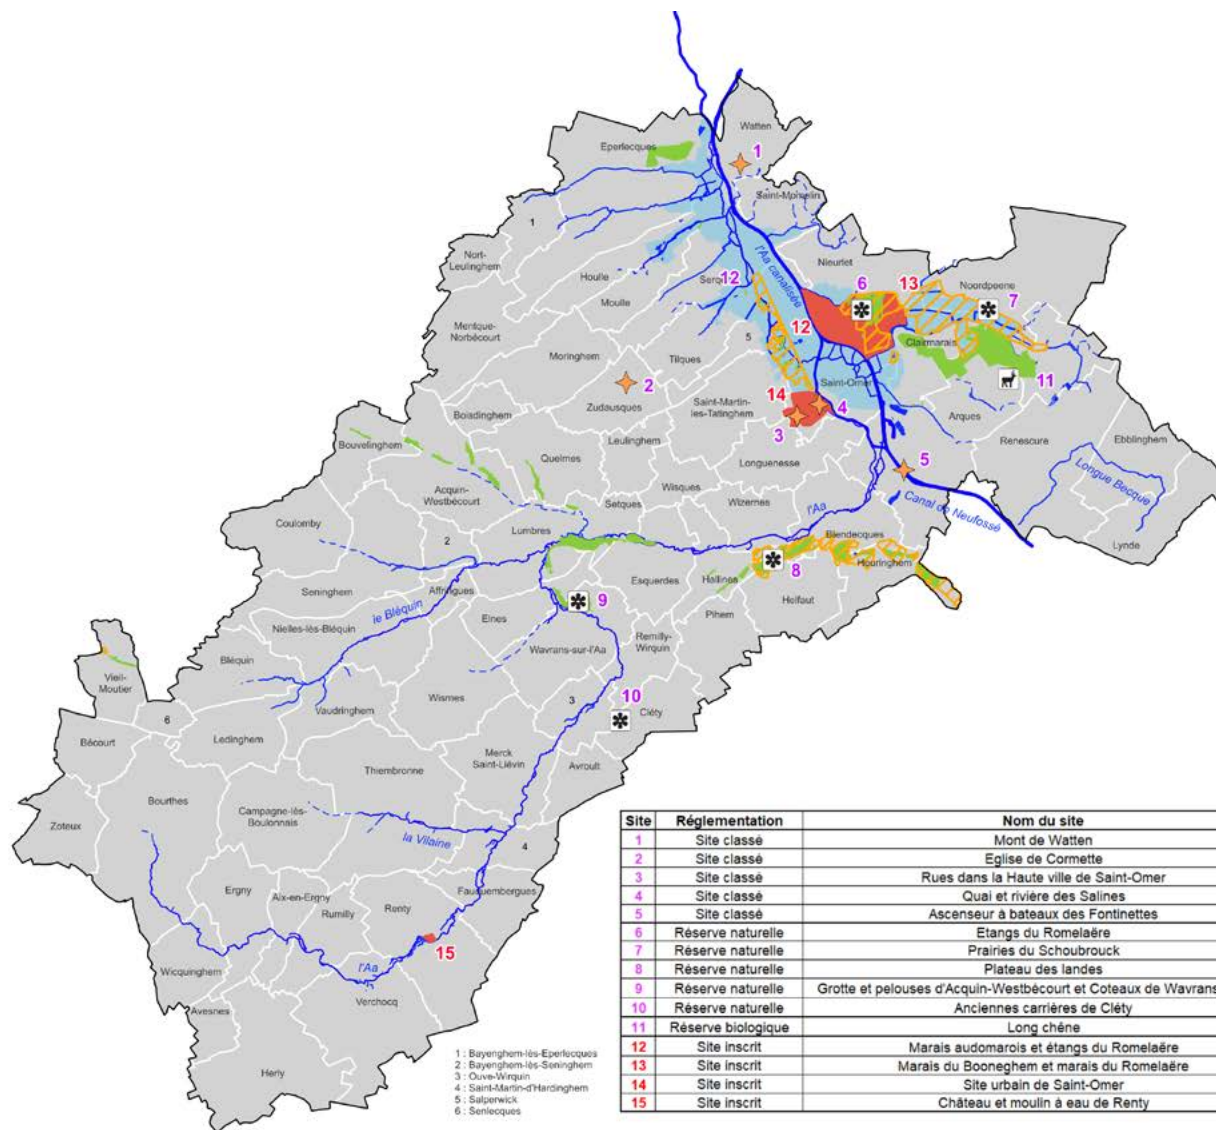 Watten
1
Eperlecques
Saint-Momelin
1
Nort-
Leulinghem
Houlle
Moulle
Serq
12
l'Aa canalisée
Nieurlet
6
13
Noordpeene
7
Mentque-
Norbécourt
Moringhem
Tilques
5
12
Clairmarais
2
Zudausques
14
Saint-Omer
11
Boisdinghem
Saint-Martin-
les-Tatinghem
3
4
Arques
Renescure
Ebblinghem
Bouvelinghem
Leulinghem
Quelmes
Longuenesse
5
Longue Becque
Acquin-
Westbécourt
Wisques
Setques
Wizernes
Canal de Neufossé
Coulomby
Lumbres
l'Aa
Lynde
2
Blendecques
8
Heuringhem
Seninghem
Affringues
Esquerdes
Hallines
Helfaut
le Bléquin
9
Pihem
Nielles-lès-Bléquin
Elnes
Remilly-
Wirquin
Bléquin
Wavrans-sur-l'Aa
Vieil-
Moutier
Wismes
10
3
Cléty
6
Vaudringhem
Bécourt
Ledinghem
Merck
Saint-Liévin
Avroult
Thiembronne
Bourthes
Zoteux
Campagne-lès-
Boulonnais
la Vilaine
4
Ergny
Aix-en-Ergny
Rumilly
Renty
Fauquembergues
15
Wicquinghem
l'Aa
Verchocq
Avesnes
Herly
1 : Bayenghem-lès-Eperlecques
2 : Bayenghem-lès-Seninghem
3 : Ouve-Wirquin
4 : Saint-Martin-d'Hardinghem
5 : Salperwick
6 : Senlecques
Site Réglementation Nom du site
1 Site classé Mont de Watten
2 Site classé Eglise de Cormette
3 Site classé Rues dans la Haute ville de Saint-Omer
4 Site classé Quai et rivière des Salines
5 Site classé Ascenseur à bateaux des Fontinettes
6 Réserve naturelle Etangs du Romelaëre
7 Réserve naturelle Prairies du Schoubrouck
8 Réserve naturelle Plateau des landes
9 Réserve naturelle Grotte et pelouses d'Acquin-Westbécourt et Coteaux de Wavrans
10 Réserve naturelle Anciennes carrières de Cléty
11 Réserve biologique Long chêne
12 Site inscrit Marais audomarois et étangs du Romelaëre
13 Site inscrit Marais du Booneghem et marais du Romelaëre
14 Site inscrit Site urbain de Saint-Omer
15 Site inscrit Château et moulin à eau de Renty